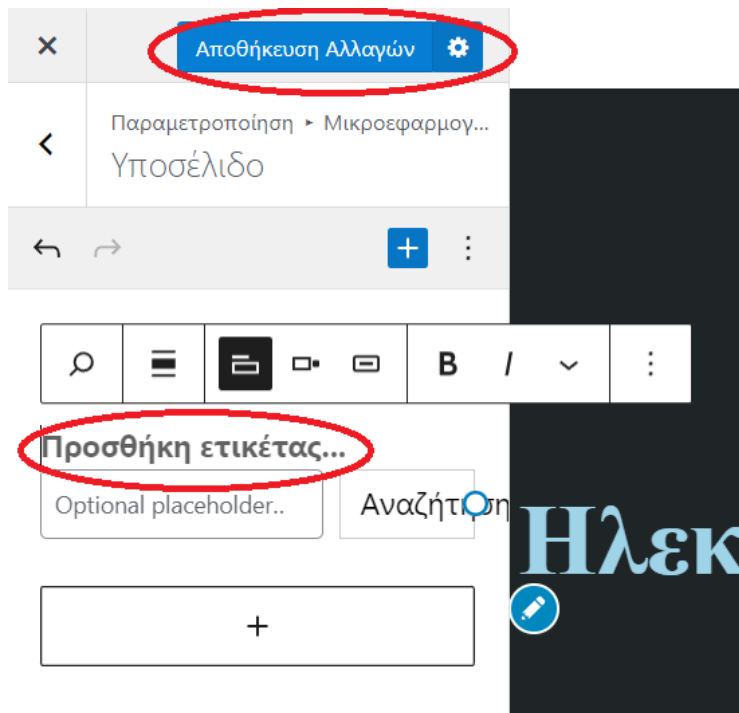 Αποθήκευση Αλλαγών
Παραμετροποίηση ▸ Μικροεφαρμογ...
Υποσέλιδο
B I
Προσθήκη ετικέτας...
Optional placeholder..
Αναζήτηση
Ηλεκ